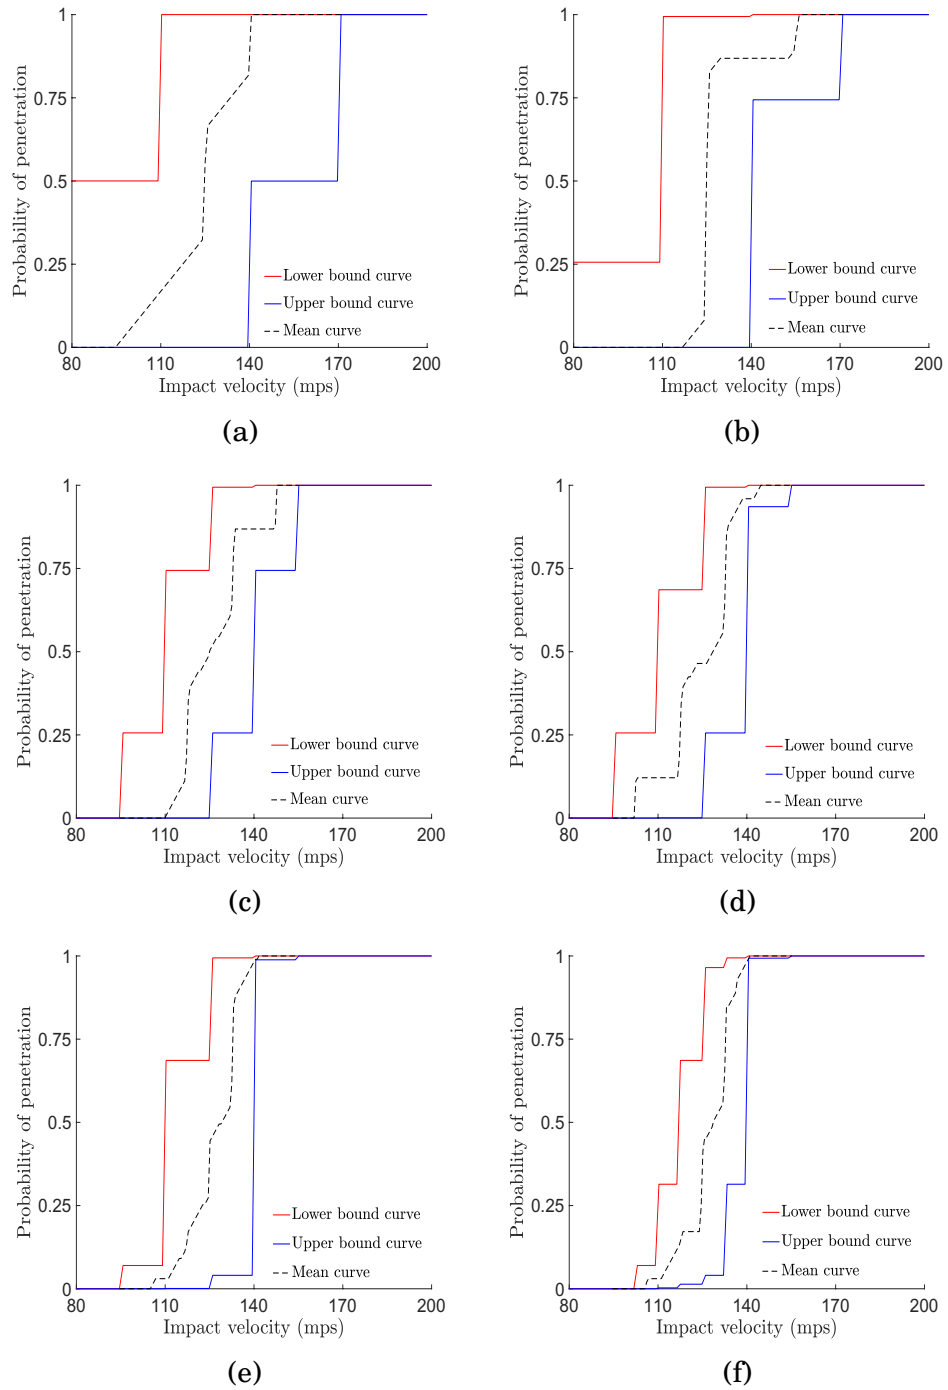 1
0.75
0.5
0.25
0
80 110 140 170 200
Probability of penetration
Impact velocity (mps)
Lower bound curve
Upper bound curve
Mean curve
(a)
1
0.75
0.5
0.25
0
80 110 140 170 200
Probability of penetration
Impact velocity (mps)
Lower bound curve
Upper bound curve
Mean curve
(b)
1
0.75
0.5
0.25
0
80 110 140 170 200
Probability of penetration
Impact velocity (mps)
Lower bound curve
Upper bound curve
Mean curve
(c)
1
0.75
0.5
0.25
0
80 110 140 170 200
Probability of penetration
Impact velocity (mps)
Lower bound curve
Upper bound curve
Mean curve
(d)
1
0.75
0.5
0.25
0
80 110 140 170 200
Probability of penetration
Impact velocity (mps)
Lower bound curve
Upper bound curve
Mean curve
(e)
1
0.75
0.5
0.25
0
80 110 140 170 200
Probability of penetration
Impact velocity (mps)
Lower bound curve
Upper bound curve
Mean curve
(f)